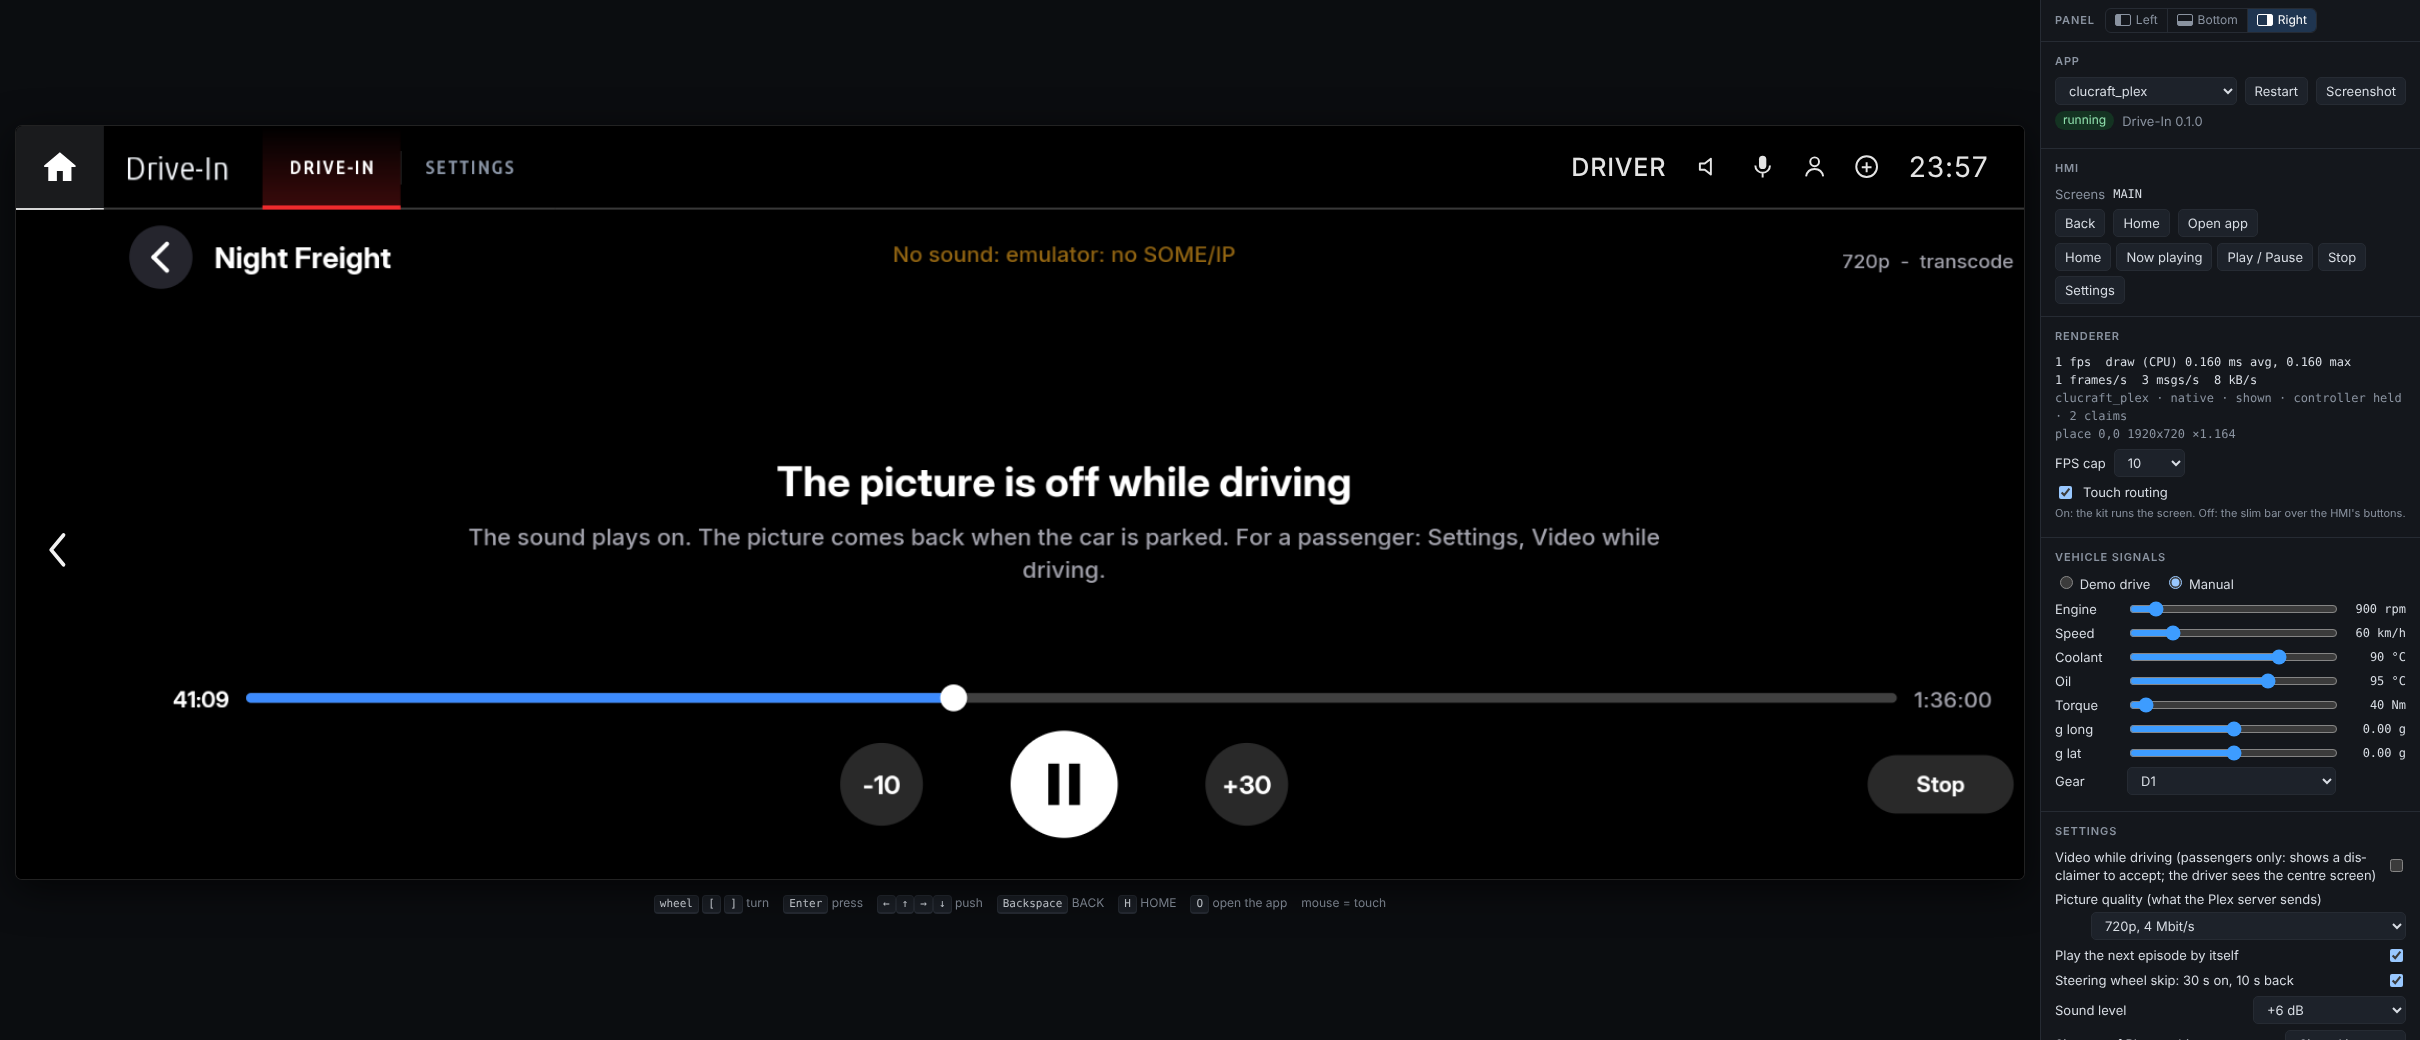 PANEL Left Bottom Right
APP
clucraft_plex Restart Screenshot
running Drive-In 0.1.0
Drive-In DRIVE-IN SETTINGS DRIVER 23:57
Night Freight
No sound: emulator: no SOME/IP
720p - transcode
The picture is off while driving
The sound plays on. The picture comes back when the car is parked. For a passenger: Settings, Video while
driving.
41:09 1:36:00
-10 +30 Stop
wheel [ ] turn Enter press ← ↑ → ↓ push Backspace BACK H HOME O open the app mouse = touch
HMI
Screens MAIN
Back Home Open app
Home Now playing Play / Pause Stop
Settings
RENDERER
1 fps draw (CPU) 0.160 ms avg, 0.160 max
1 frames/s 3 msgs/s 8 kB/s
clucraft_plex · native · shown · controller held
· 2 claims
place 0,0 1920x720 ×1.164
FPS cap 10
Touch routing
On: the kit runs the screen. Off: the slim bar over the HMI's buttons.
VEHICLE SIGNALS
Demo drive Manual
Engine 900 rpm
Speed 60 km/h
Coolant 90 °C
Oil 95 °C
Torque 40 Nm
g long 0.00 g
g lat 0.00 g
Gear D1
SETTINGS
Video while driving (passengers only: shows a dis-
claimer to accept; the driver sees the centre screen)
Picture quality (what the Plex server sends)
720p, 4 Mbit/s
Play the next episode by itself
Steering wheel skip: 30 s on, 10 s back
Sound level +6 dB